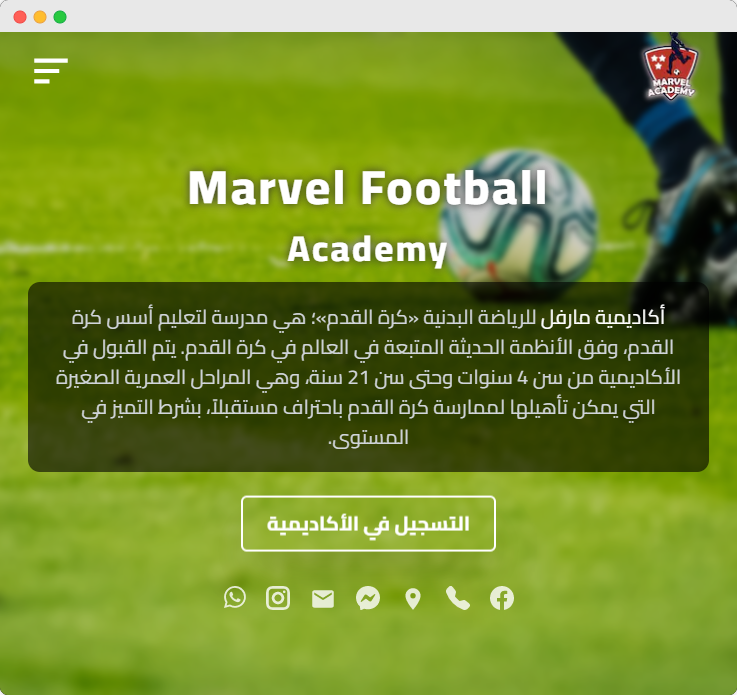 MARVEL
ACADEMY
Marvel Football
Academy
أكاديمية مارفل للرياضة البدنية «كرة القدم»؛ هي مدرسة لتعليم أسس كرة
القدم، وفق الأنظمة الحديثة المتبعة في العالم في كرة القدم. يتم القبول في
الأكاديمية من سن 4 سنوات وحتى سن 21 سنة، وهي المراحل العمرية الصغيرة
التي يمكن تأهيلها لممارسة كرة القدم باحتراف مستقبلاً، بشرط التميز في
المستوى.
التسجيل في الأكاديمية